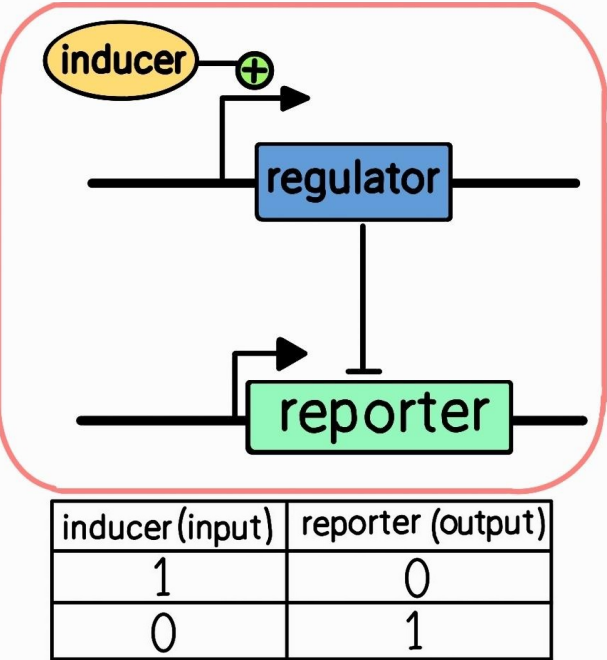 inducer +
regulator
reporter
inducer (input) reporter (output)
1 0
0 1